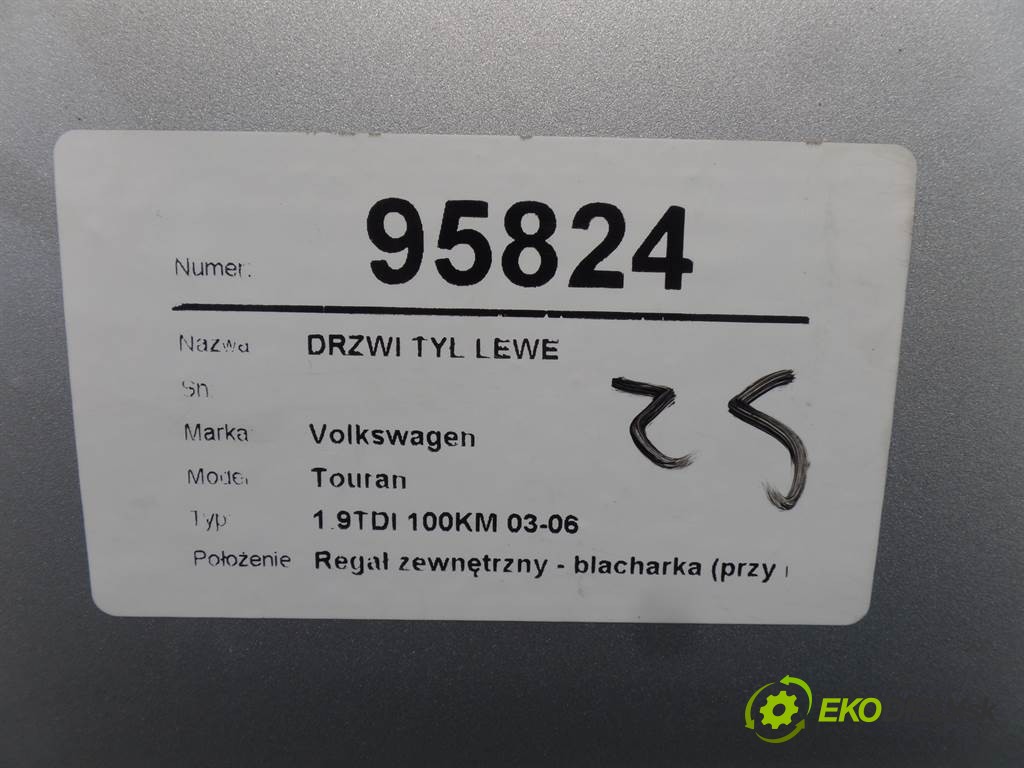 Numer: 95824
Nazwa DRZWI TYŁ LEWE
Sn.
Marka Volkswagen
Model Touran
Typ 1.9TDI 100KM 03-06
Położenie Regał zewnętrzny - blacharka (przy
25
EKO